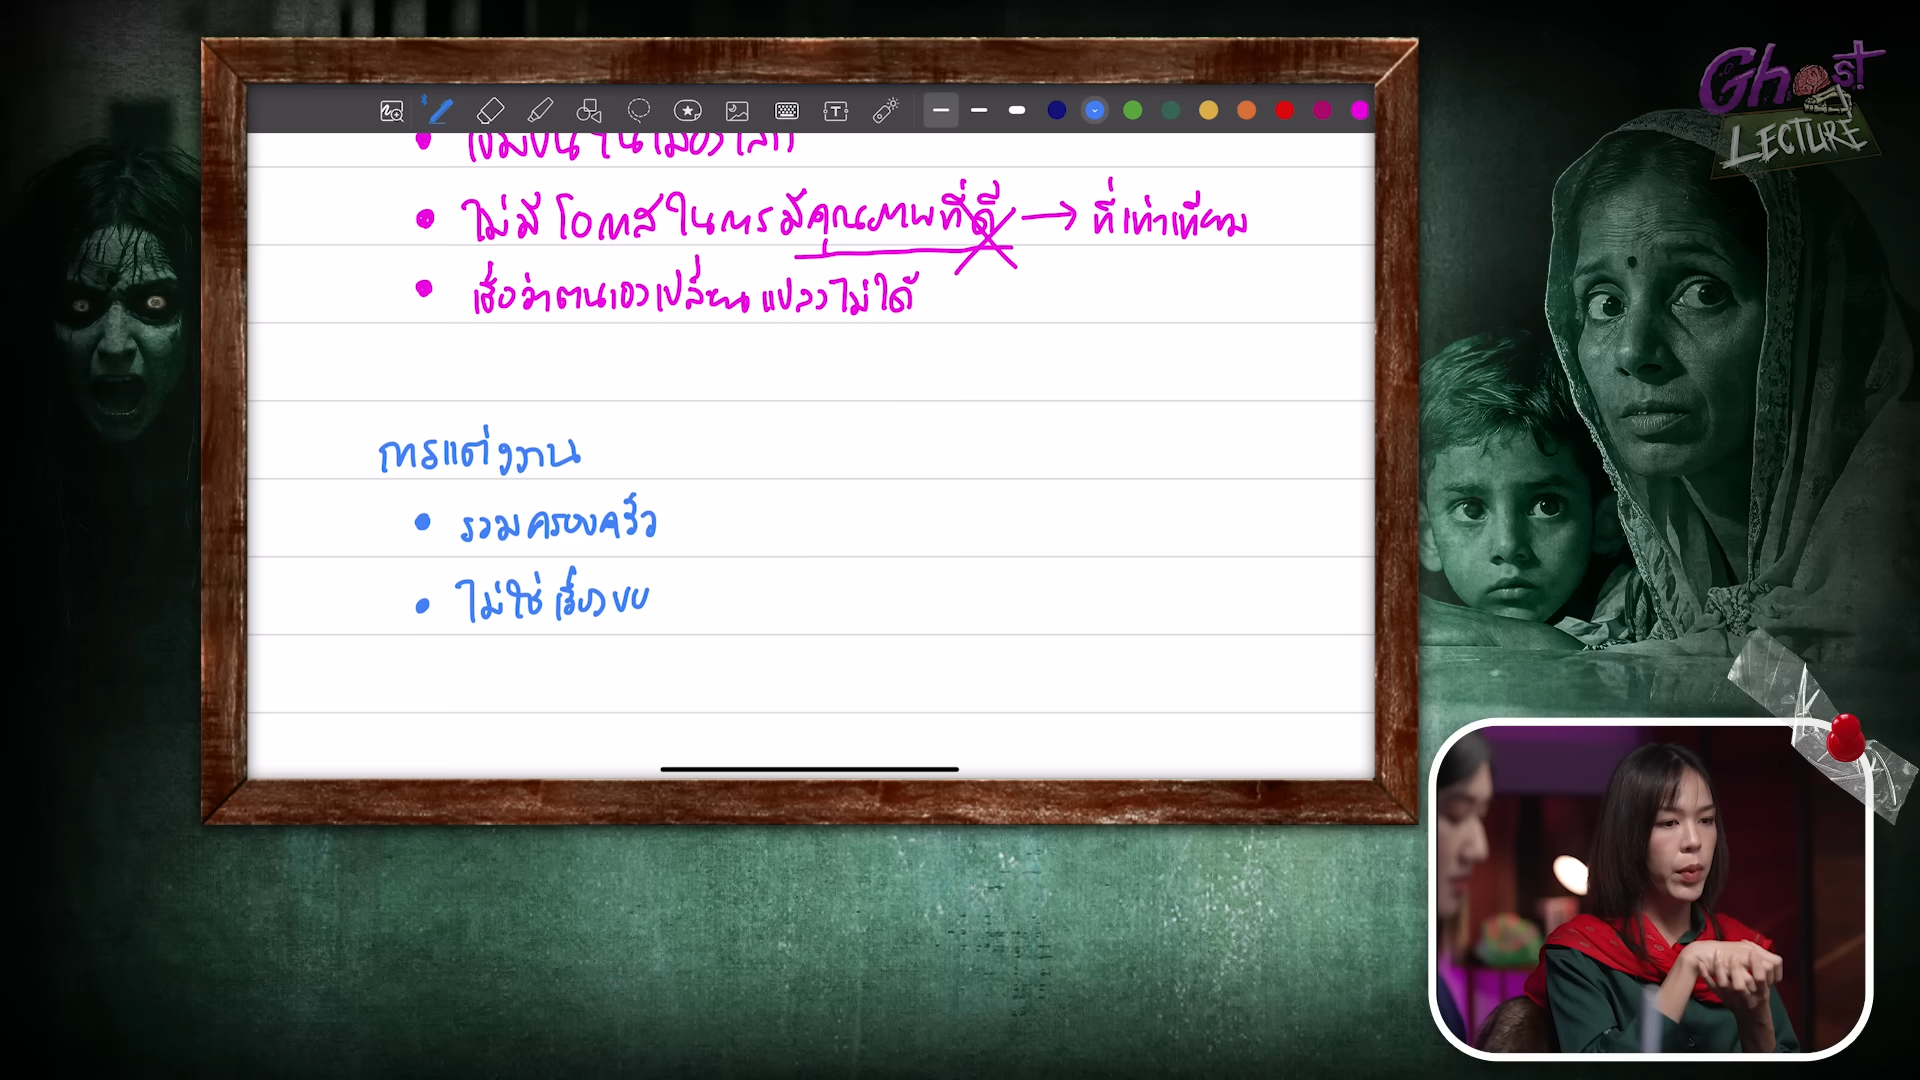 Ghost
LECTURE
ไม่มีโอกาสในการมีคุณภาพที่ดี → ที่เท่าเทียม
เชื่อว่าตนเองเปลี่ยนแปลงไม่ได้
การแต่งงาน
รวมครอบครัว
ไม่ใช่เรื่อง